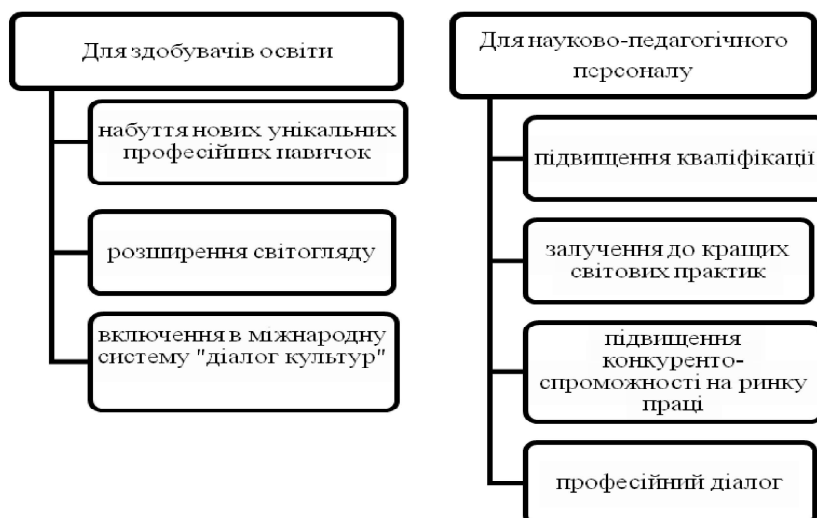 Для здобувачів освіти
набуття нових унікальних
професійних навичок
розширення світогляду
включення в міжнародну
систему "діалог культур"
Для науково-педагогічного
персоналу
підвищення кваліфікації
залучення до кращих
світових практик
підвищення
конкуренто-
спроможності на ринку
праці
професійний діалог